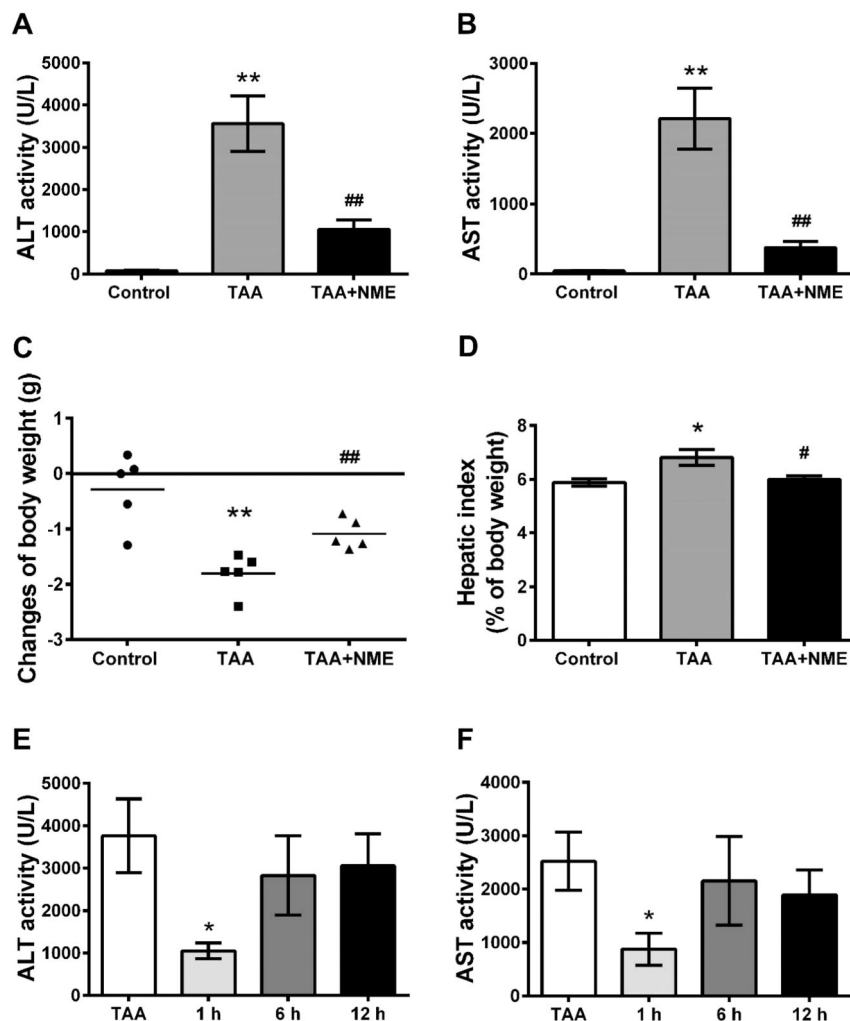 A
ALT activity (U/L)
5000
4000
3000
2000
1000
0
**
##
Control TAA TAA+NME
B
AST activity (U/L)
3000
2000
1000
0
**
##
Control TAA TAA+NME
C
Changes of body weight (g)
1
0
-1
-2
-3
**
##
Control TAA TAA+NME
D
Hepatic index
(% of body weight)
8
6
4
2
0
*
#
Control TAA TAA+NME
E
ALT activity (U/L)
5000
4000
3000
2000
1000
0
*
TAA 1 h 6 h 12 h
F
AST activity (U/L)
4000
3000
2000
1000
0
*
TAA 1 h 6 h 12 h